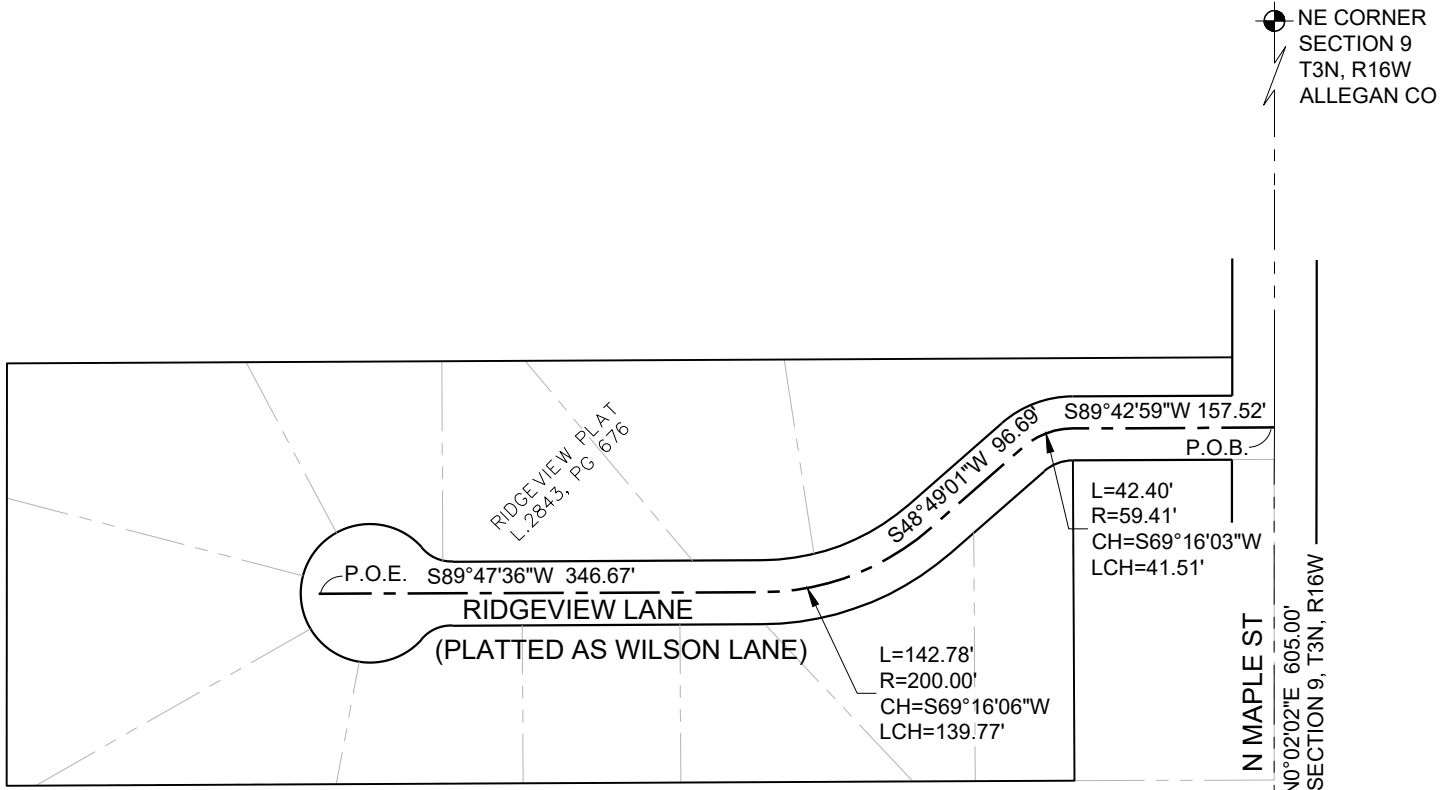 NE CORNER
SECTION 9
T3N, R16W
ALLEGAN CO
RIDGEVIEW PLAT
L.2843, PG 676
S48°49'01"W 96.69'
S89°42'59"W 157.52'
P.O.B.
L=42.40'
R=59.41'
CH=S69°16'03"W
LCH=41.51'
P.O.E.
S89°47'36"W 346.67'
RIDGEVIEW LANE
(PLATTED AS WILSON LANE)
L=142.78'
R=200.00'
CH=S69°16'06"W
LCH=139.77'
N MAPLE ST
N0°02'02"E 605.00'
SECTION 9, T3N, R16W